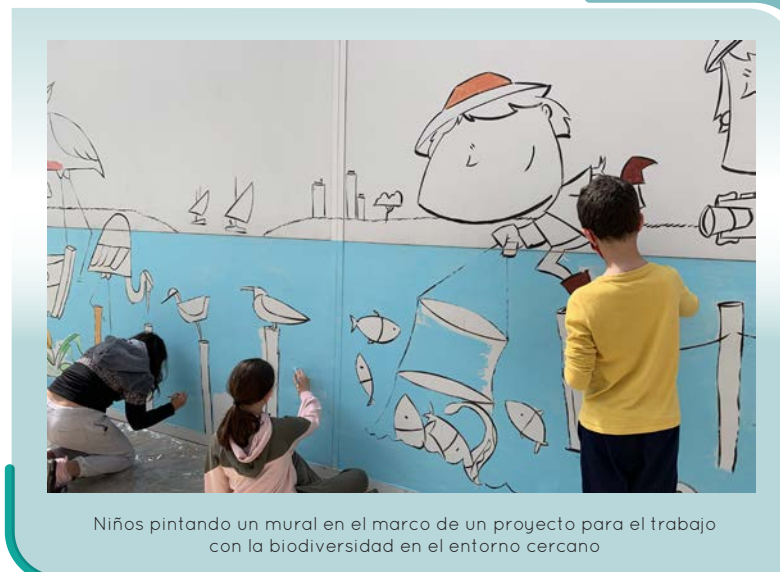 Niños pintando un mural en el marco de un proyecto para el trabajo
con la biodiversidad en el entorno cercano